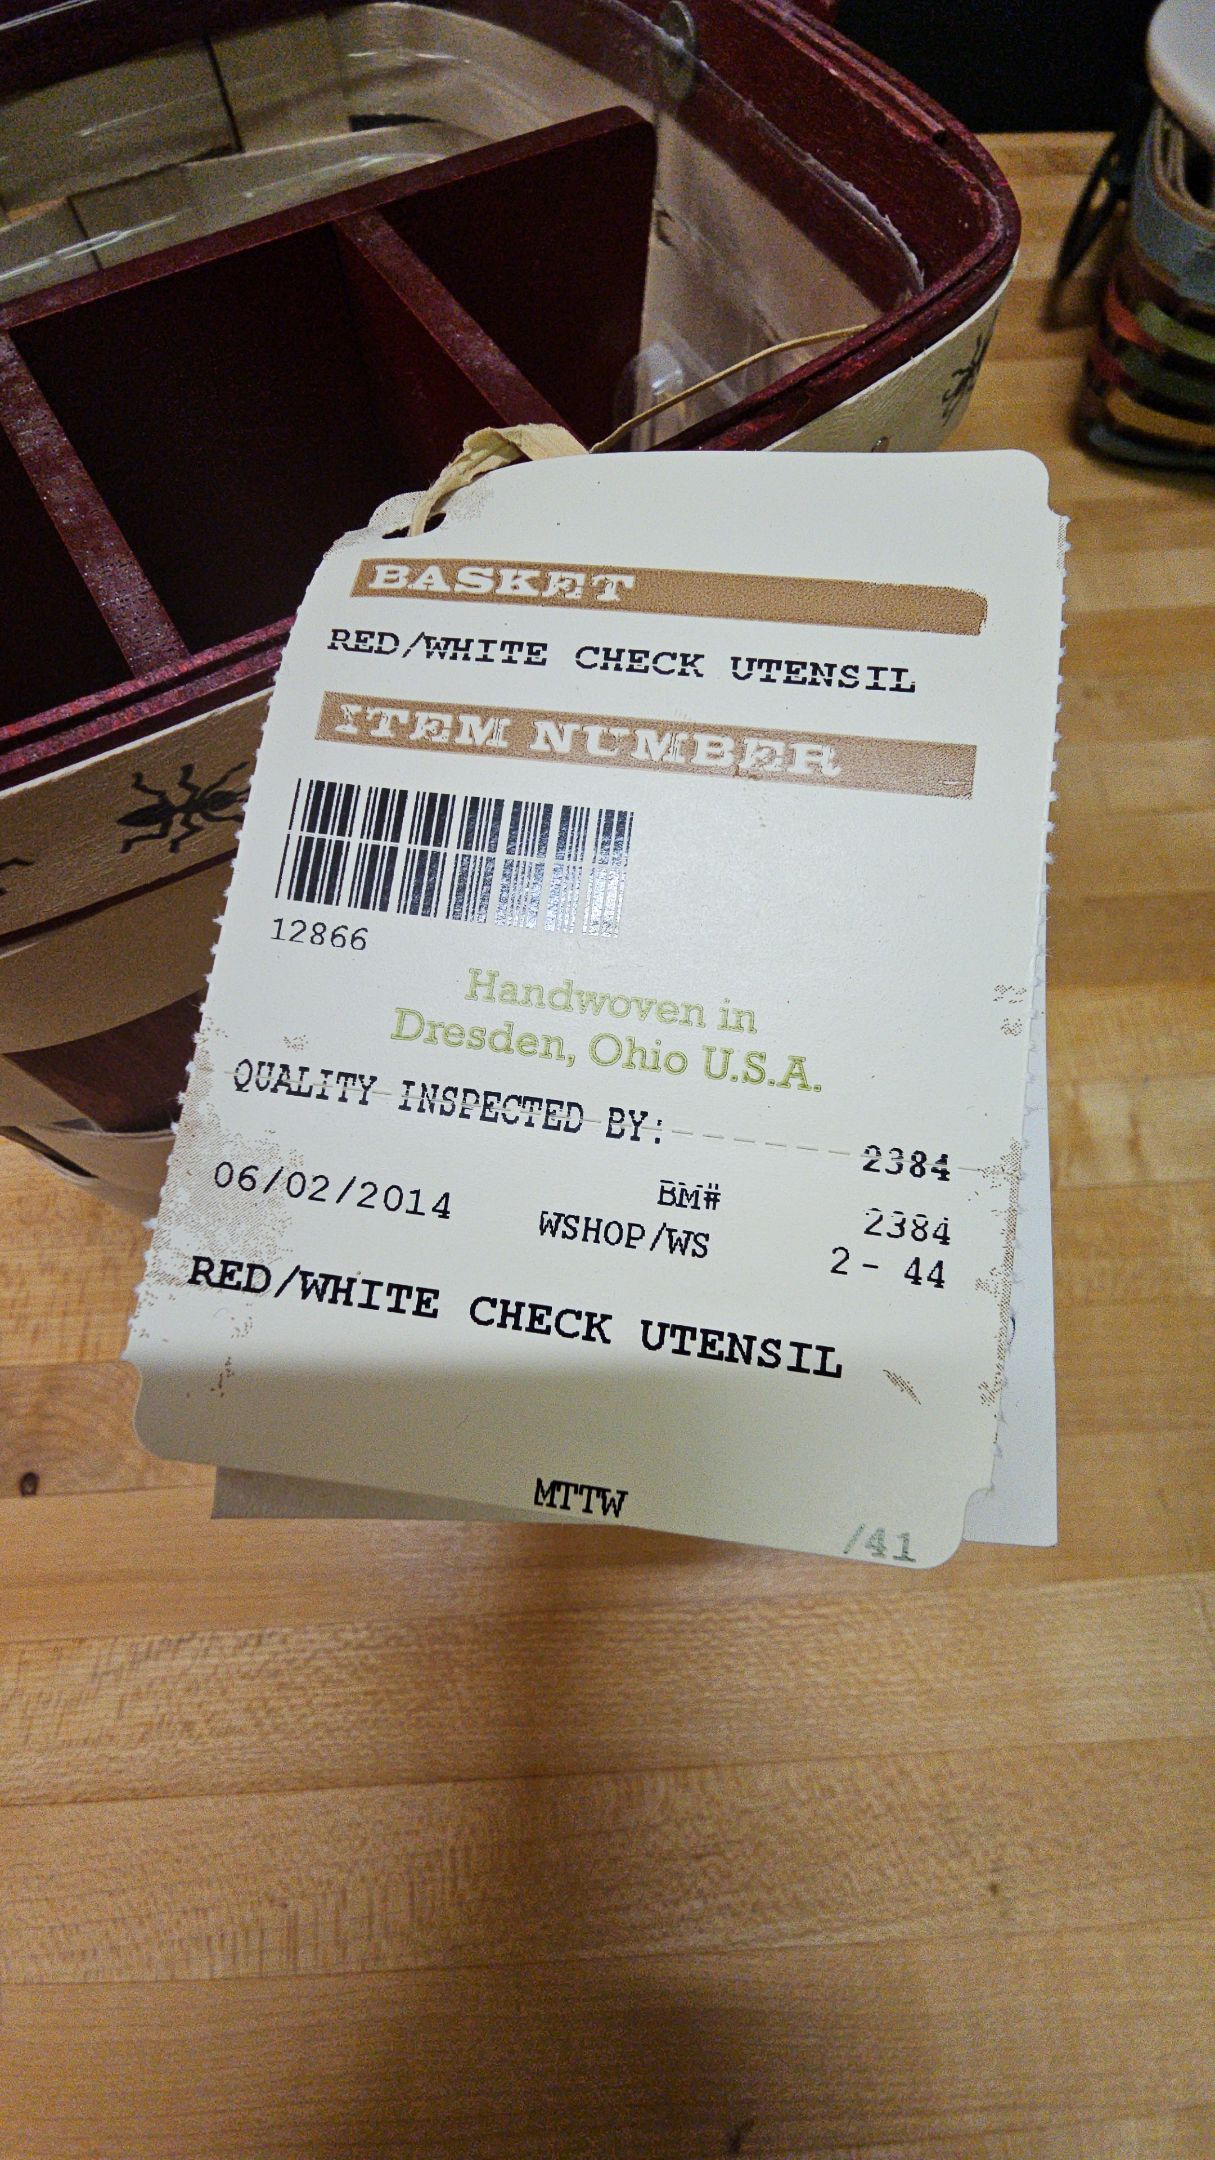 BASKET
RED/WHITE CHECK UTENSIL
ITEM NUMBER
12866
Handwoven in
Dresden, Ohio U.S.A.
QUALITY INSPECTED BY: 2384
06/02/2014 BM# 2384
WSHOP/WS 2- 44
RED/WHITE CHECK UTENSIL
MTTW
/41